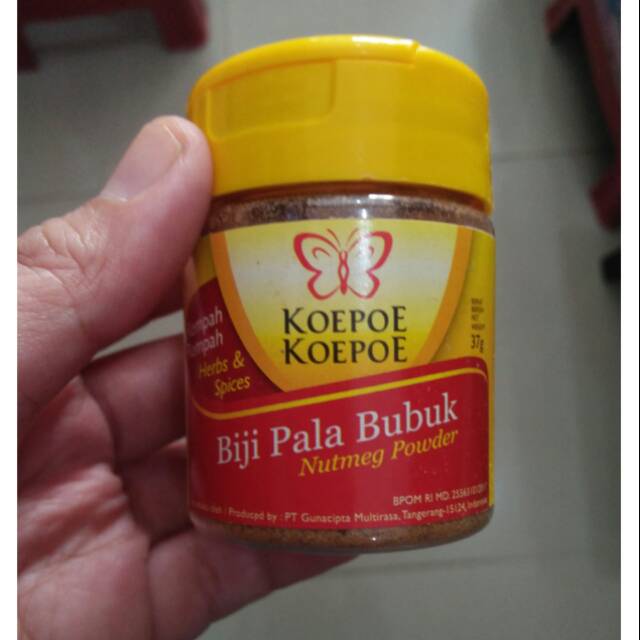 KOEPOE
KOEPOE
Herbs &
Spices
37g
Biji Pala Bubuk
Nutmeg Powder
BPOM RI MD.
/ Produced by : PT Gunacipta Multirasa, Tangerang-15124,